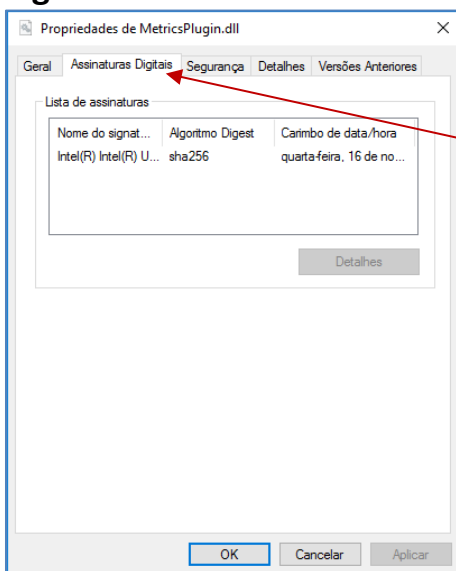 Propriedades de MetricsPlugin.dll
Geral Assinaturas Digitais Segurança Detalhes Versões Anteriores
Lista de assinaturas
Nome do signat... Algoritmo Digest Carimbo de data/hora
Intel(R) Intel(R) U... sha256 quarta-feira, 16 de no...
Detalhes
OK Cancelar Aplicar